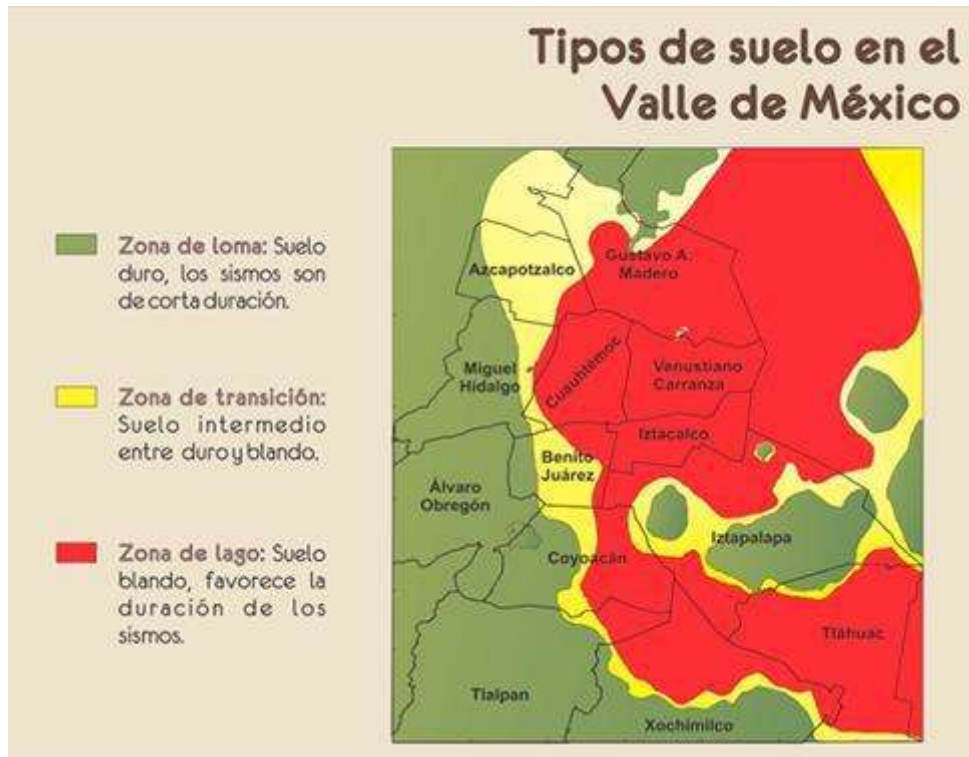 Tipos de suelo en el
Valle de México
Zona de loma: Suelo
duro, los sismos son
de corta duración.
Zona de transición:
Suelo intermedio
entre duro y blando.
Zona de lago: Suelo
blando, favorece la
duración de los
sismos.
Gustavo A.
Madero
Azcapotzalco
Miguel
Hidalgo
Cuauhtémoc
Vanustiano
Carranza
Iztacalco
Benito
Juárez
Álvaro
Obregón
Iztapalapa
Coyoacán
Tláhuac
Tlalpan
Xochimilco